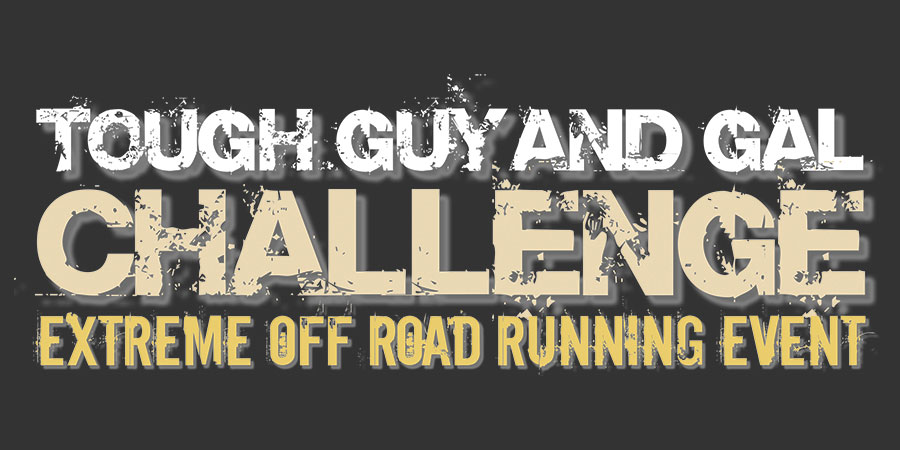 TOUGH GUY AND GAL
CHALLENGE
EXTREME OFF ROAD RUNNING EVENT